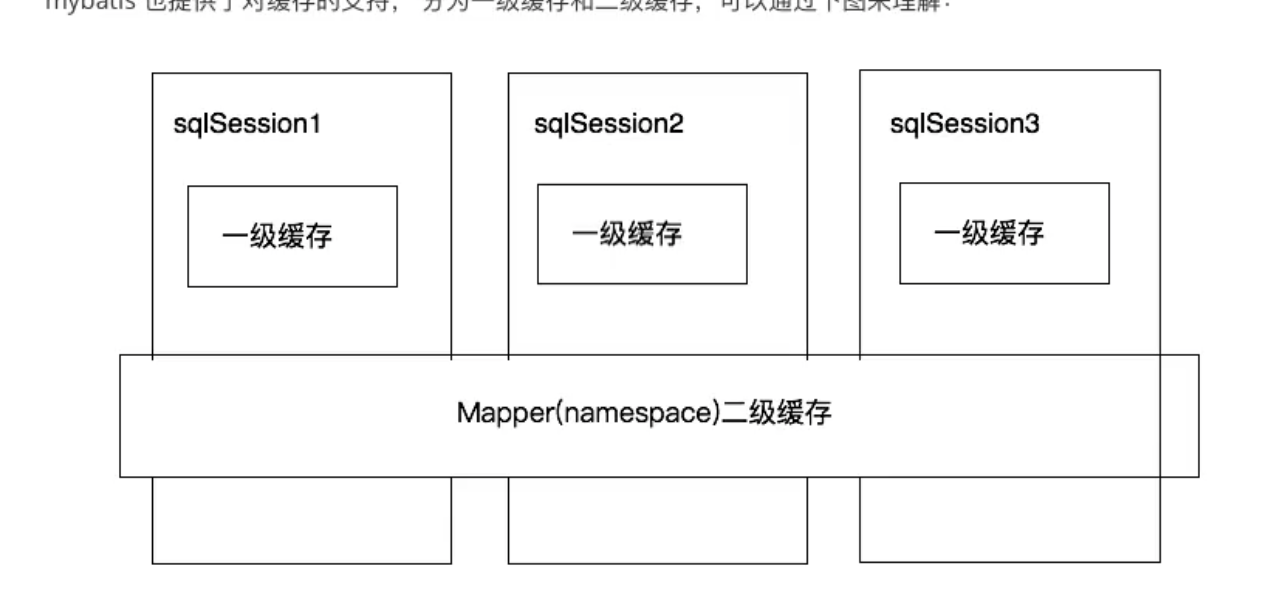 mybatis 也提供了对缓存的支持， 分为一级缓存和二级缓存，可以通过下图来理解：
sqlSession1
sqlSession2
sqlSession3
一级缓存
一级缓存
一级缓存
Mapper(namespace)二级缓存